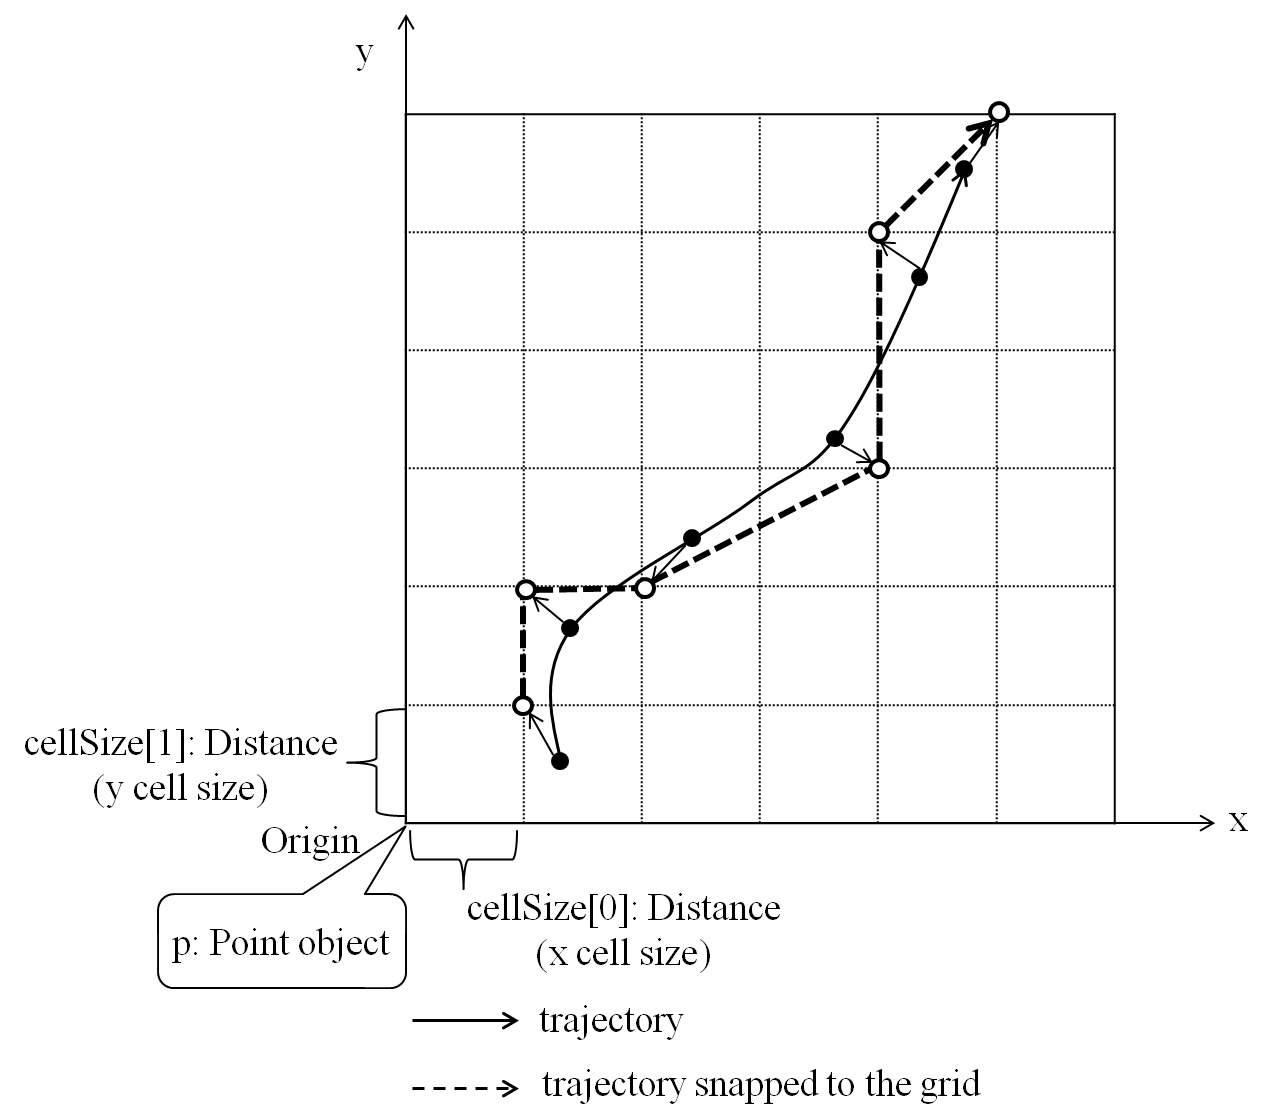 y
cellSize[1]: Distance
(y cell size)
Origin
x
p: Point object
cellSize[0]: Distance
(x cell size)
trajectory
trajectory snapped to the grid